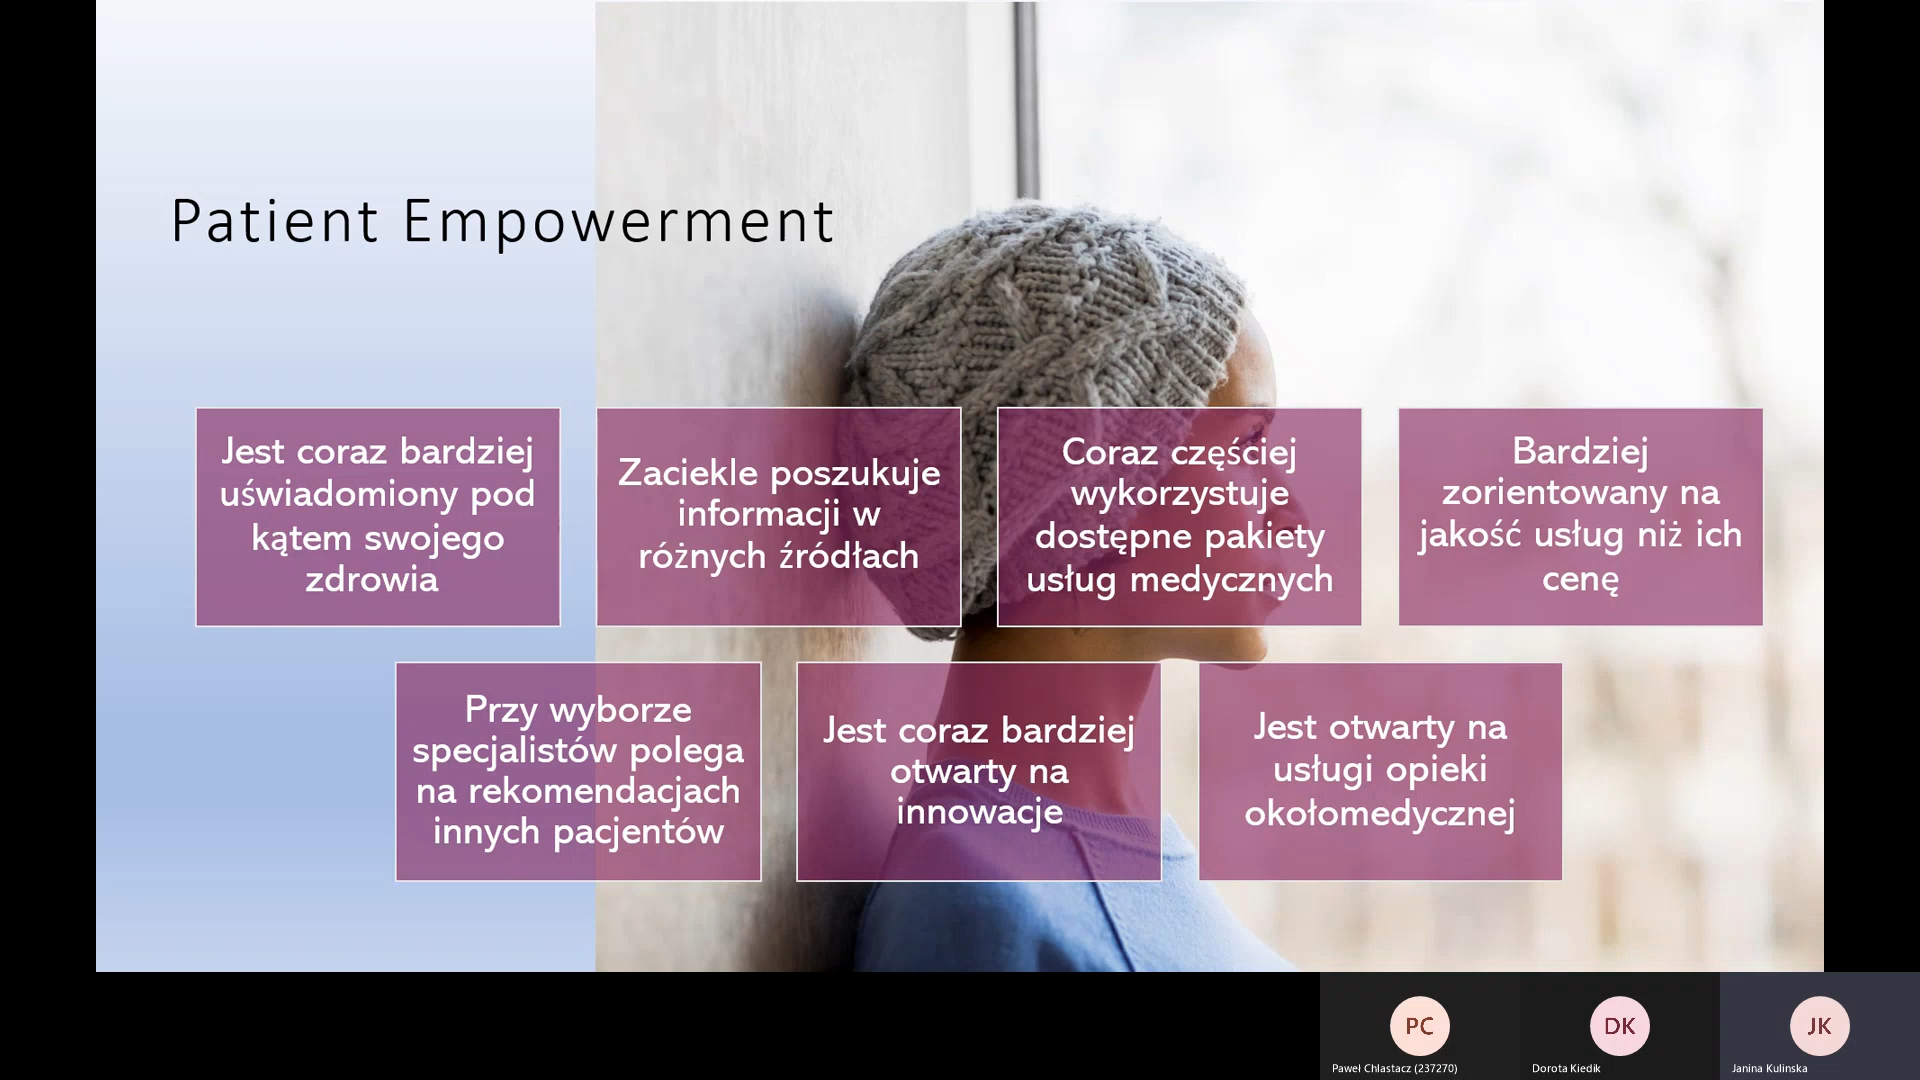 Patient Empowerment
Jest coraz bardziej
uświadomiony pod
kątem swojego
zdrowia
Zaciekle poszukuje
informacji w
różnych źródłach
Coraz częściej
wykorzystuje
dostępne pakiety
usług medycznych
Bardziej
zorientowany na
jakość usług niż ich
cenę
Przy wyborze
specjalistów polega
na rekomendacjach
innych pacjentów
Jest coraz bardziej
otwarty na
innowacje
Jest otwarty na
usługi opieki
okołomedycznej
PC
Paweł Chlastacz (237270)
DK
Dorota Kiedik
JK
Janina Kulinska